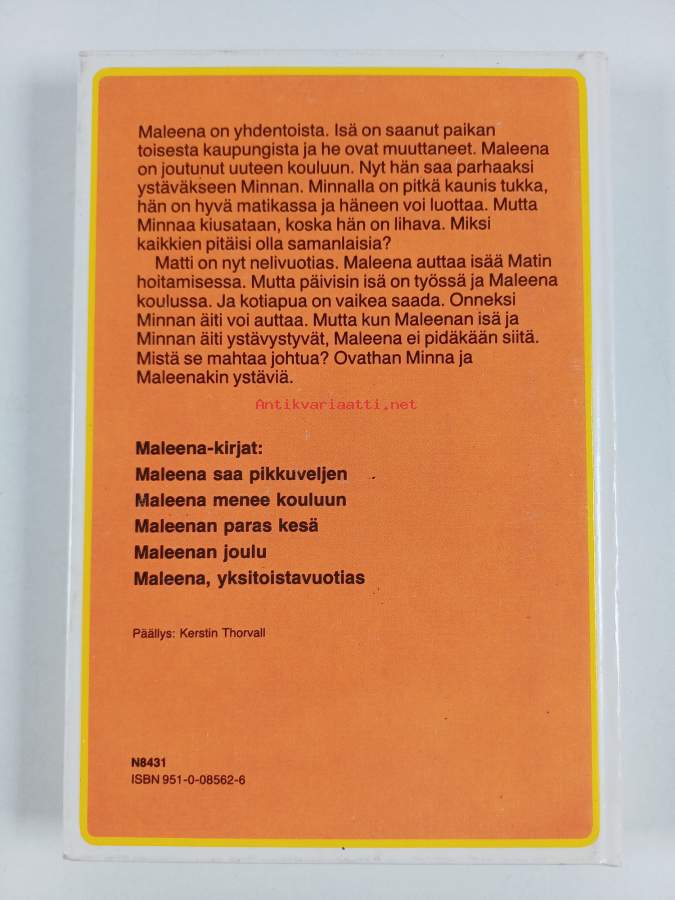 Maleena on yhdentoista. Isä on saanut paikan
toisesta kaupungista ja he ovat muuttaneet. Maleena
on joutunut uuteen kouluun. Nyt hän saa parhaaksi
ystäväkseen Minnan. Minnalla on pitkä kaunis tukka,
hän on hyvä matikassa ja häneen voi luottaa. Mutta
Minnaa kiusataan, koska hän on lihava. Miksi
kaikkien pitäisi olla samanlaisia?
Matti on nyt nelivuotias. Maleena auttaa isää Matin
hoitamisessa. Mutta päivisin isä on työssä ja Maleena
koulussa. Ja kotiapua on vaikea saada. Onneksi
Minnan äiti voi auttaa. Mutta kun Maleenan isä ja
Minnan äiti ystävystyvät, Maleena ei pidäkään siitä.
Mistä se mahtaa johtua? Ovathan Minna ja
Maleenakin ystäviä.
Antikvariaatti.net
Maleena-kirjat:
Maleena saa pikkuveljen
Maleena menee kouluun
Maleenan paras kesä
Maleenan joulu
Maleena, yksitoistavuotias
Päällys: Kerstin Thorvall
N8431
ISBN 951-0-08562-6